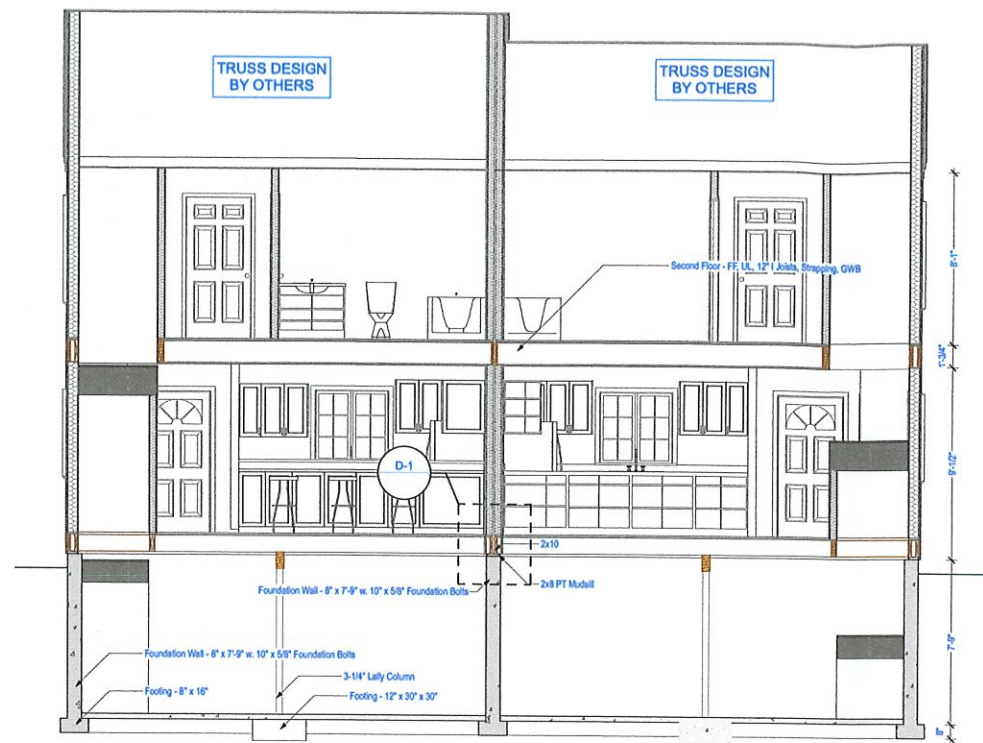 TRUSS DESIGN
BY OTHERS
TRUSS DESIGN
BY OTHERS
8'-1"
Second Floor - FF, UL, 12" I Joists, Strapping, GWB
1'-3/4"
9'-1/2"
D-1
2x10
2x8 PT Mudsill
Foundation Wall - 8" x 7'-9" w. 10" x 5/8" Foundation Bolts
Foundation Wall - 8" x 7'-9" w. 10" x 5/8" Foundation Bolts
7'-9"
3-1/4" Lally Column
Footing - 8" x 16"
Footing - 12" x 30" x 30"
8"